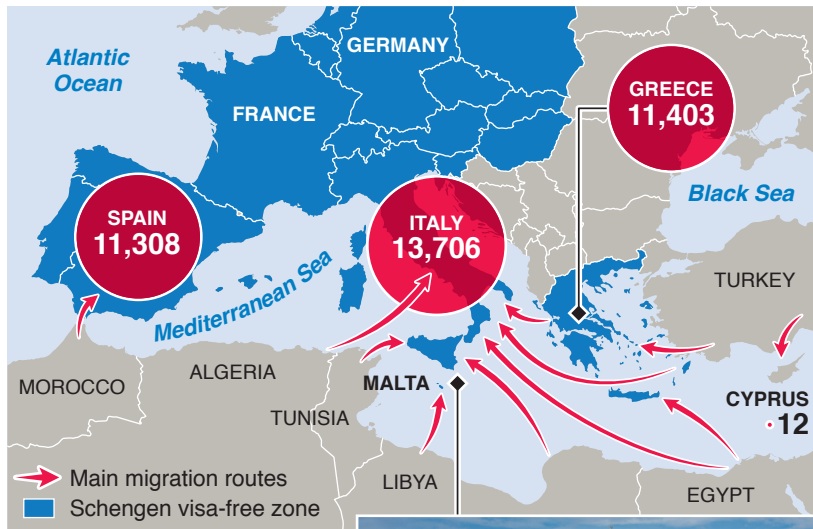 Atlantic
Ocean
GERMANY
FRANCE
GREECE
11,403
SPAIN
11,308
ITALY
13,706
Black Sea
Mediterranean Sea
TURKEY
MOROCCO
ALGERIA
TUNISIA
MALTA
CYPRUS
12
LIBYA
EGYPT
Main migration routes
Schengen visa-free zone